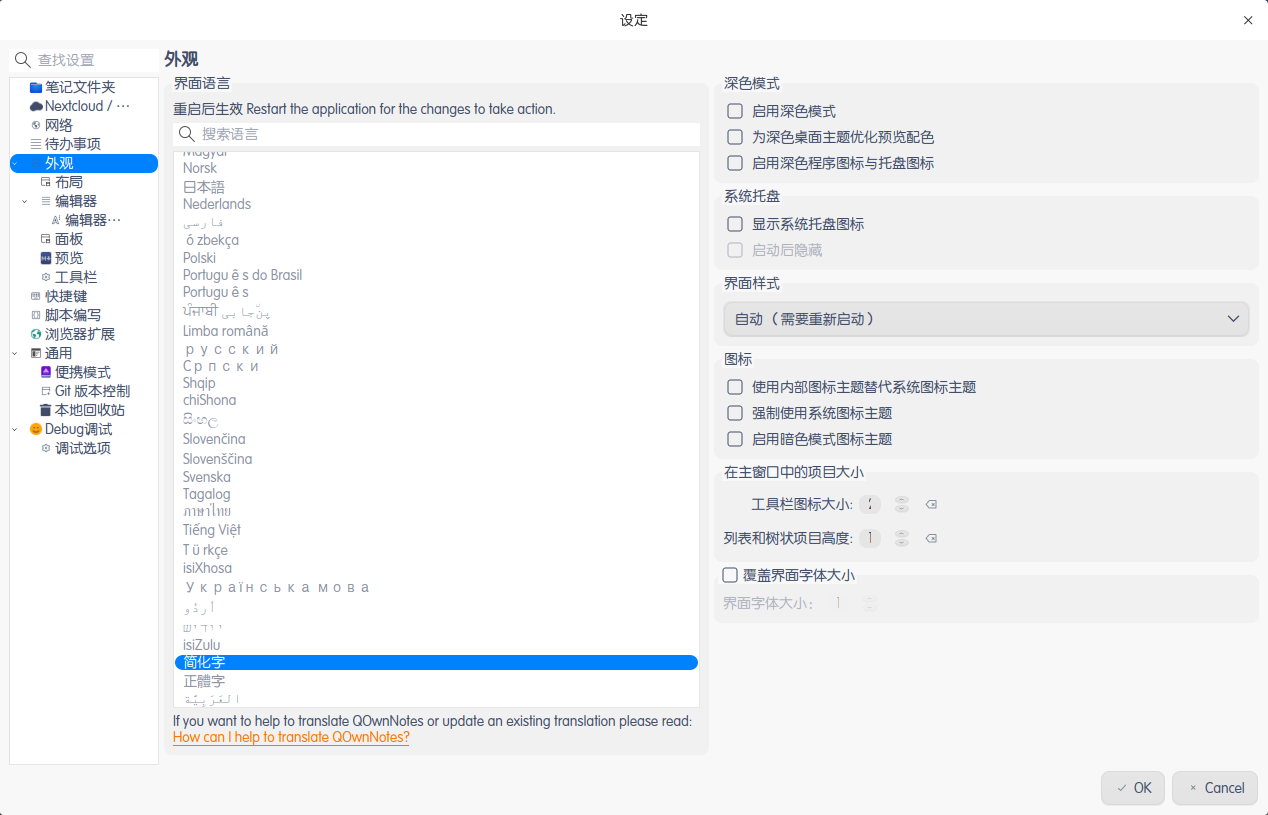 设定
查找设置
笔记文件夹
Nextcloud / ⋯
网络
待办事项
外观
布局
编辑器
编辑器⋯
面板
预览
工具栏
快捷键
脚本编写
浏览器扩展
通用
便携模式
Git 版本控制
本地回收站
Debug调试
调试选项
外观
界面语言
重启后生效 Restart the application for the changes to take action.
搜索语言
Magyar
Norsk
日本語
Nederlands
فارسی
ózbekça
Polski
Portuguēs do Brasil
Portuguēs
ਪੰਜਾਬੀ پن٘جابی
Limba română
русский
Српски
Shqip
chiShona
සිංහල
Slovenčina
Slovenščina
Svenska
Tagalog
ภาษาไทย
Tiếng Việt
Türkçe
isiXhosa
Українська мова
أردُو
ייִדיש
isiZulu
简化字
正體字
العَرَبِيَّة
If you want to help to translate QOwnNotes or update an existing translation please read:
How can I help to translate QOwnNotes?
深色模式
启用深色模式
为深色桌面主题优化预览配色
启用深色程序图标与托盘图标
系统托盘
显示系统托盘图标
启动后隐藏
界面样式
自动（需要重新启动）
图标
使用内部图标主题替代系统图标主题
强制使用系统图标主题
启用暗色模式图标主题
在主窗口中的项目大小
工具栏图标大小:
列表和树状项目高度: 1
覆盖界面字体大小
界面字体大小： 1
OK
Cancel